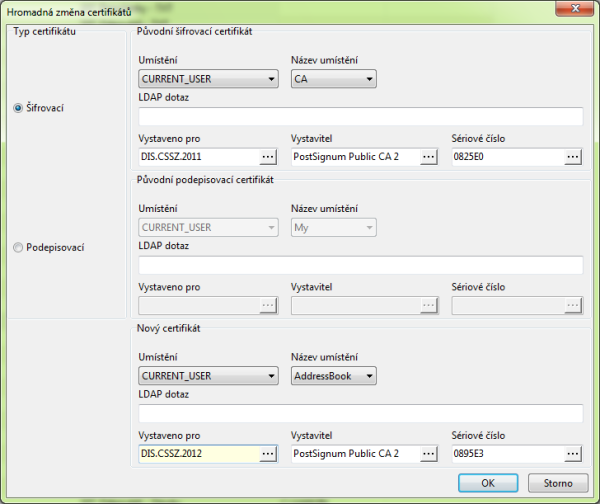 Hromadná změna certifikátů
Typ certifikátu
Šifrovací
Podepisovací
Původní šifrovací certifikát
Umístění Název umístění
CURRENT_USER CA
LDAP dotaz
Vystaveno pro Vystavitel Sériové číslo
DIS.CSSZ.2011 ... PostSignum Public CA 2 ... 0825E0 ...
Původní podepisovací certifikát
Umístění Název umístění
CURRENT_USER My
LDAP dotaz
Vystaveno pro Vystavitel Sériové číslo
... ... ...
Nový certifikát
Umístění Název umístění
CURRENT_USER AddressBook
LDAP dotaz
Vystaveno pro Vystavitel Sériové číslo
DIS.CSSZ.2012 ... PostSignum Public CA 2 ... 0895E3 ...
OK Storno